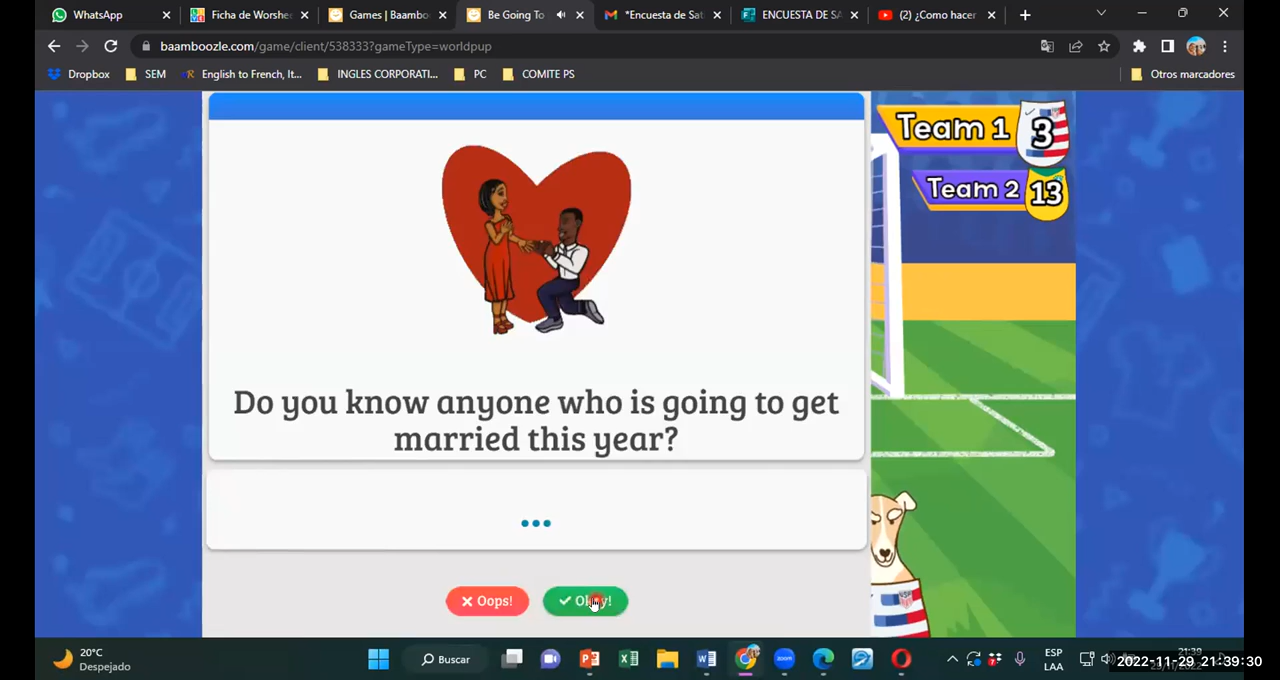 WhatsApp
Ficha de Worshe
Games | Baambo
Be Going To
*Encuesta de Sat
ENCUESTA DE SA
(2) ¿Como hacer
baamboozle.com/game/client/538333?gameType=worldpup
Dropbox
SEM
English to French, It...
INGLES CORPORATI...
PC
COMITE PS
Otros marcadores
Team 1
3
Team 2
13
Do you know anyone who is going to get
married this year?
Oops!
Okay!
20°C
Despejado
Buscar
ESP
LAA
21:39
2022-11-29 21:39:30